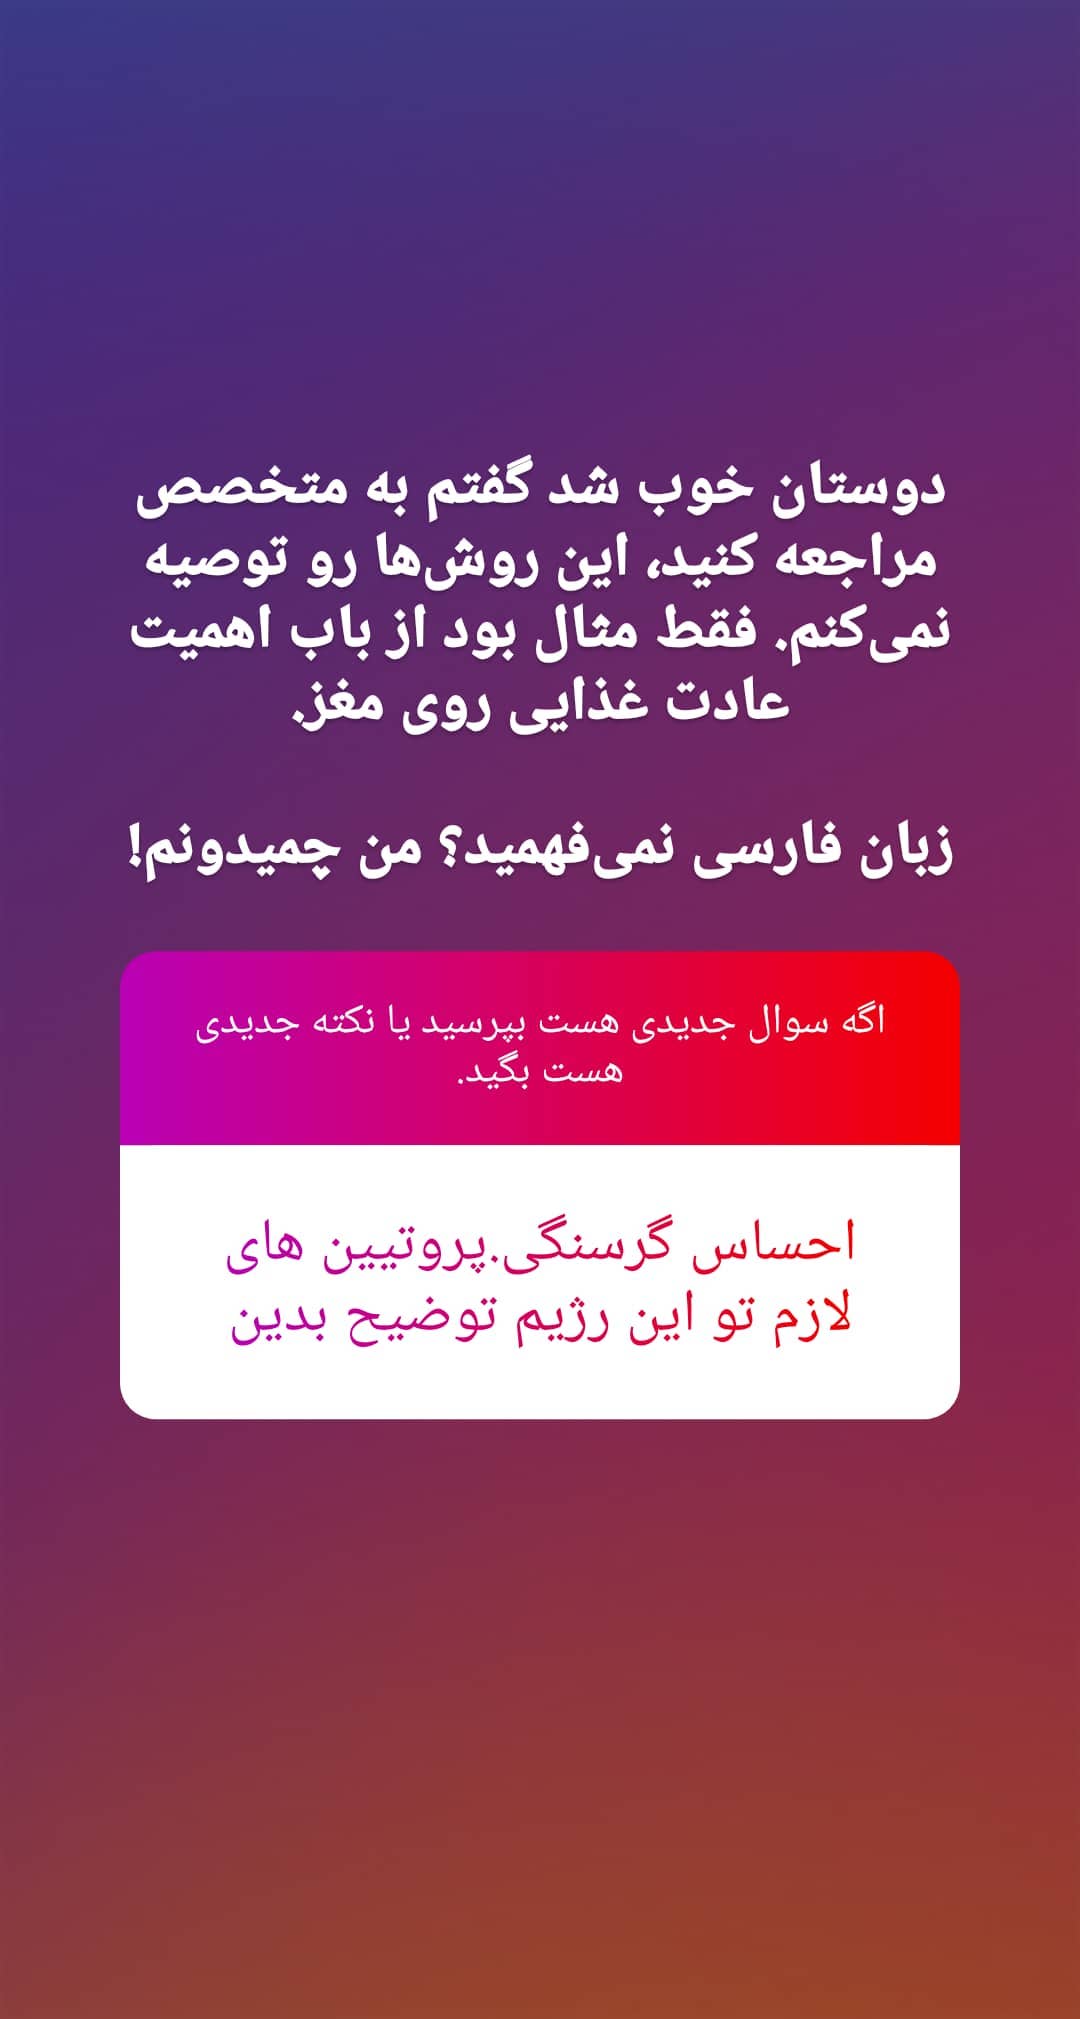 دوستان خوب شد گفتم به متخصص
مراجعه کنید، این روش‌ها رو توصیه
نمی‌کنم. فقط مثال بود از باب اهمیت
عادت غذایی روی مغز.
زبان فارسی نمی‌فهمید؟ من چمیدونم!
اگه سوال جدیدی هست بپرسید یا نکته جدیدی
هست بگید.
احساس گرسنگی.پروتیین های
لازم تو این رژیم توضیح بدین